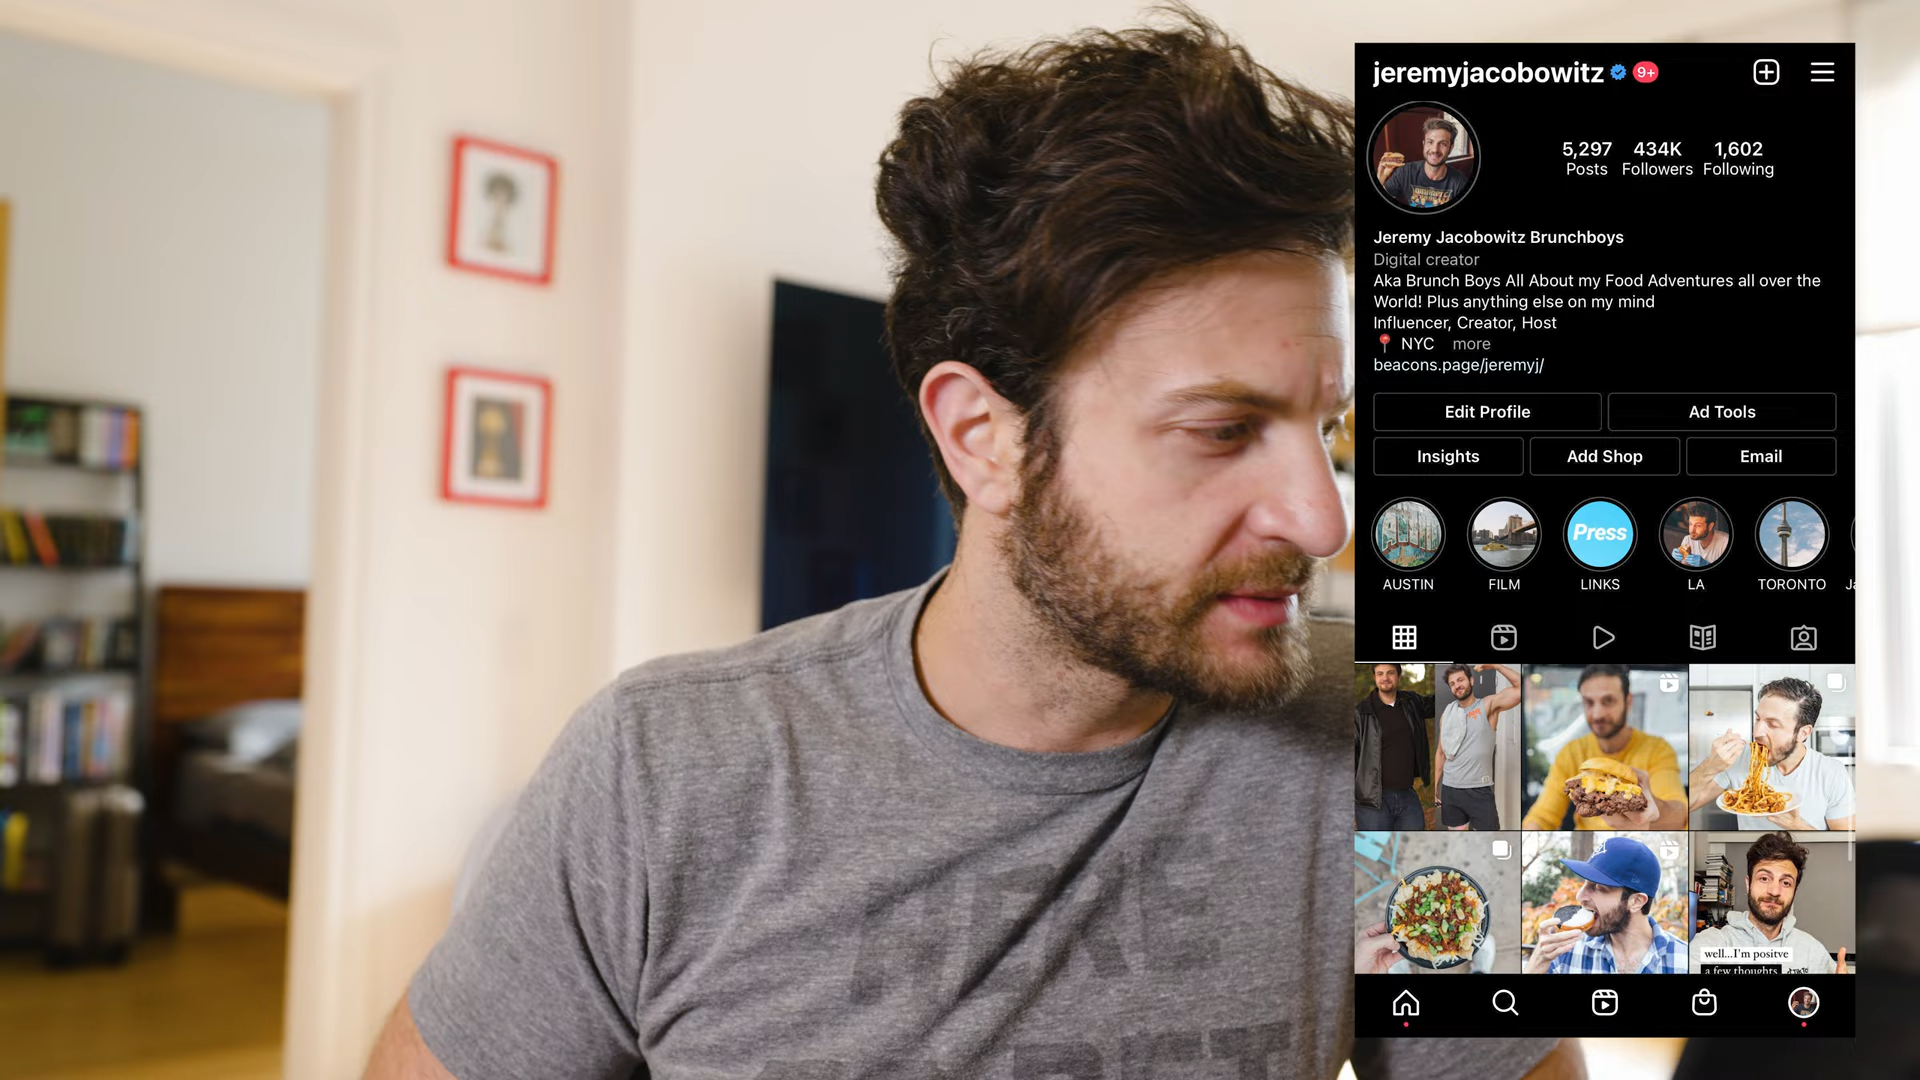 jeremyjacobowitz 9+
5,297 434K 1,602
Posts Followers Following
Jeremy Jacobowitz Brunchboys
Digital creator
Aka Brunch Boys All About my Food Adventures all over the
World! Plus anything else on my mind
Influencer, Creator, Host
📍 NYC more
beacons.page/jeremyj/
Edit Profile Ad Tools
Insights Add Shop Email
Press
AUSTIN FILM LINKS LA TORONTO
well...I'm positve
a few thoughts